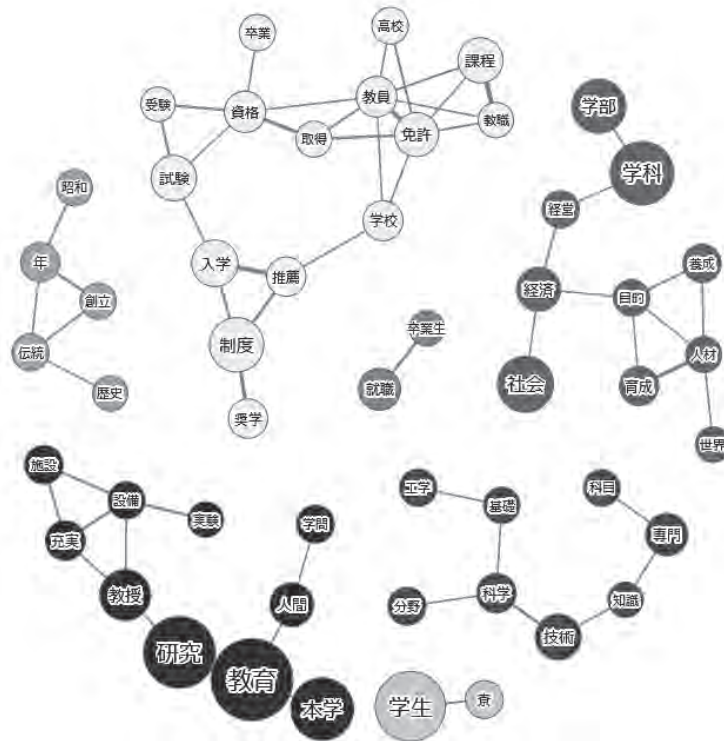 卒業
高校
課程
受験
資格
教員
取得
免許
教職
試験
学校
入学
推薦
制度
奨学
昭和
年
創立
伝統
歴史
卒業生
就職
学部
学科
経営
経済
目的
養成
社会
育成
人材
世界
施設
設備
実験
充実
教授
学問
人間
研究
教育
本学
工学
基礎
科目
専門
分野
科学
知識
技術
学生
寮